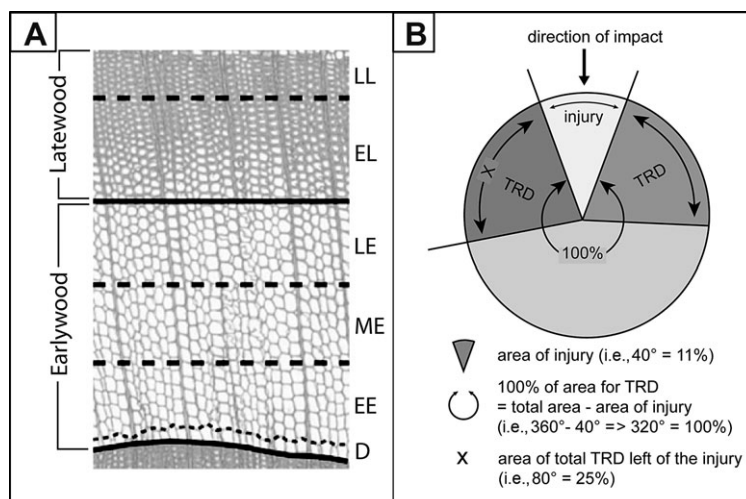 A
Latewood
Earlywood
LL
EL
LE
ME
EE
D
B
direction of impact
injury
X
TRD
TRD
100%
area of injury (i.e., 40° = 11%)
100% of area for TRD
= total area - area of injury
(i.e., 360°- 40° => 320° = 100%)
x
area of total TRD left of the injury
(i.e., 80° = 25%)